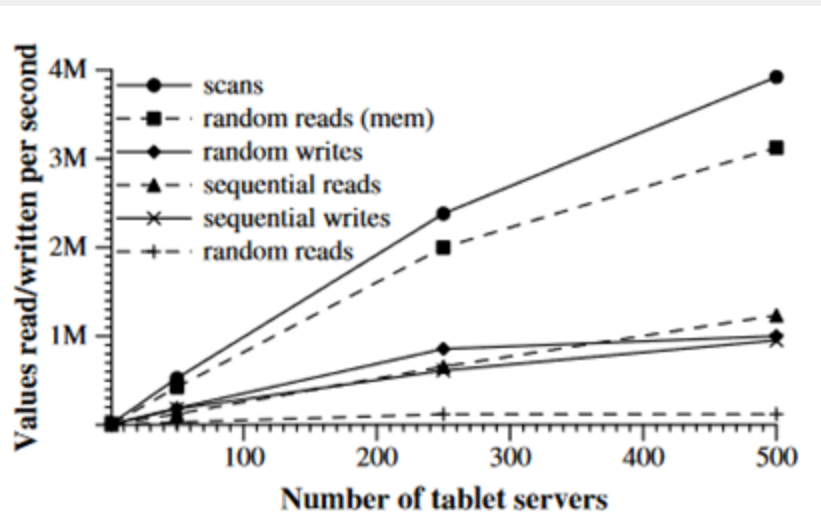 Values read/written per second
4M
3M
2M
1M
scans
random reads (mem)
random writes
sequential reads
sequential writes
random reads
100 200 300 400 500
Number of tablet servers